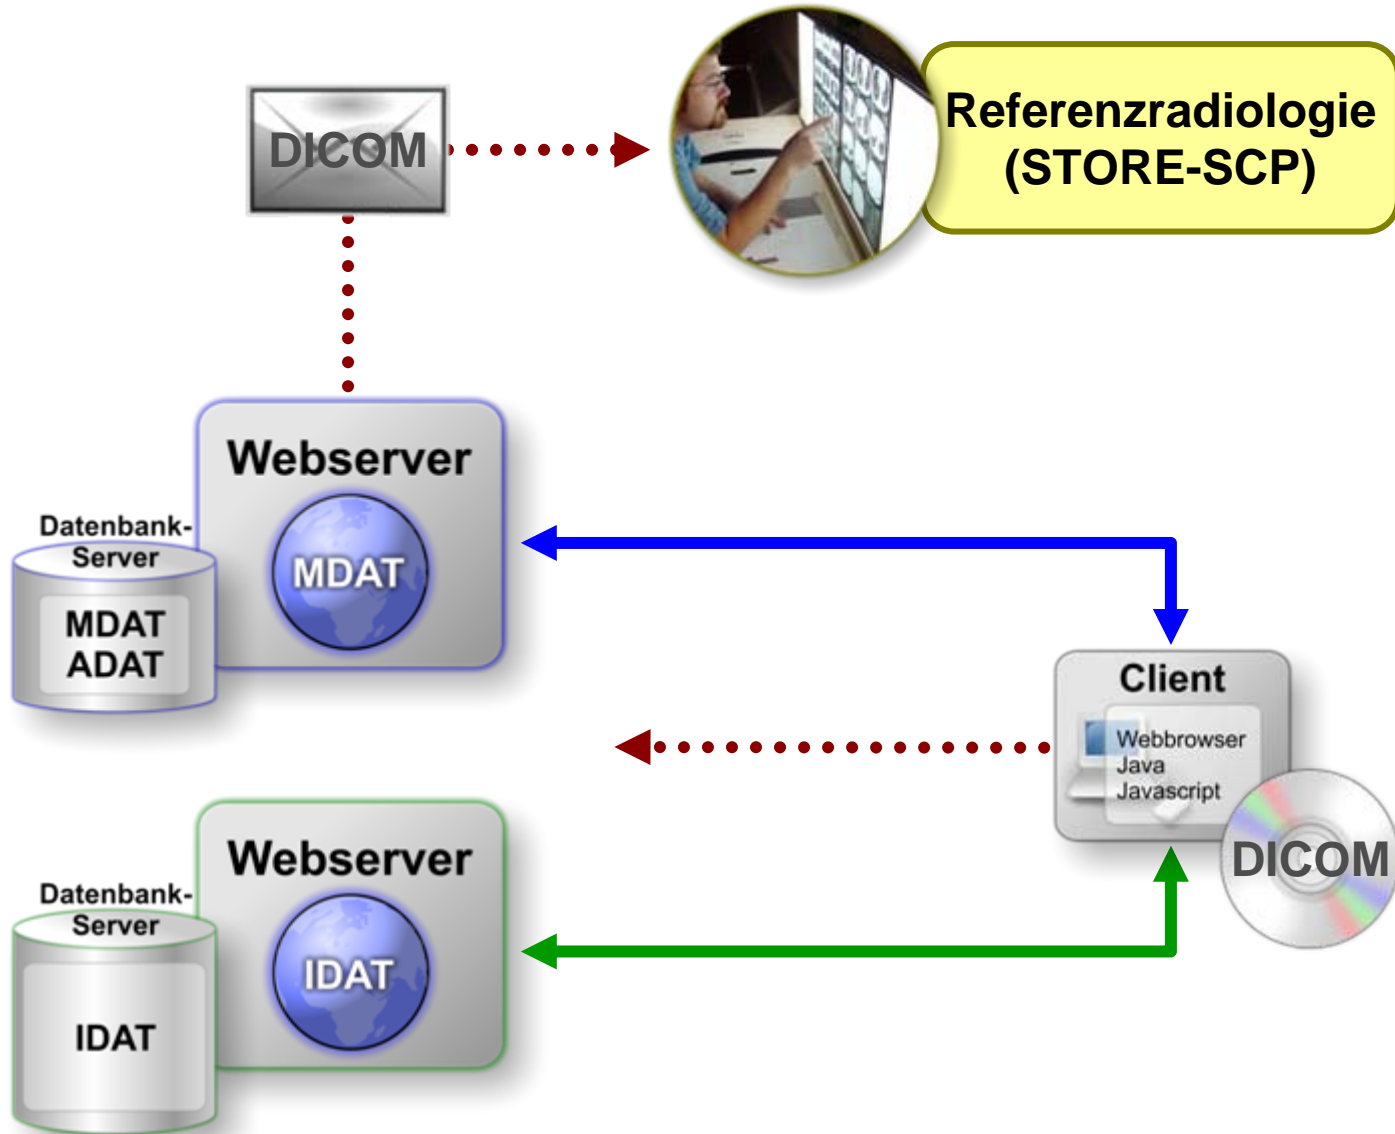 DICOM
Referenzradiologie
(STORE-SCP)
Webserver
MDAT
Datenbank-
Server
MDAT
ADAT
Client
Webbrowser
Java
Javascript
DICOM
Webserver
IDAT
Datenbank-
Server
IDAT